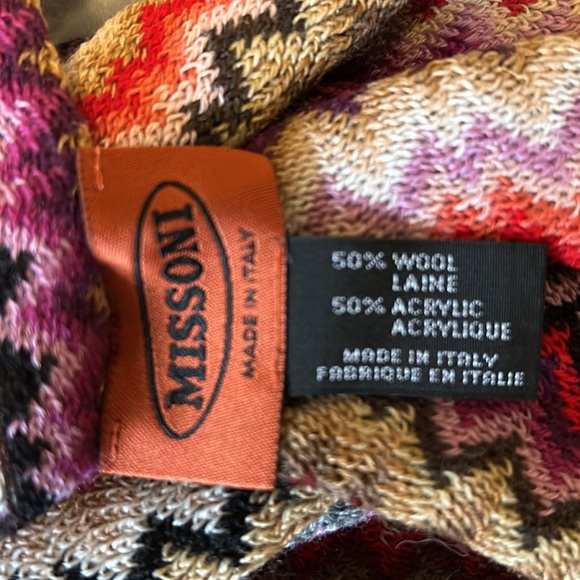 MISSONI
MADE IN ITALY
50% WOOL
LAINE
50% ACRYLIC
ACRYLIQUE
MADE IN ITALY
FABRIQUE EN ITALIE